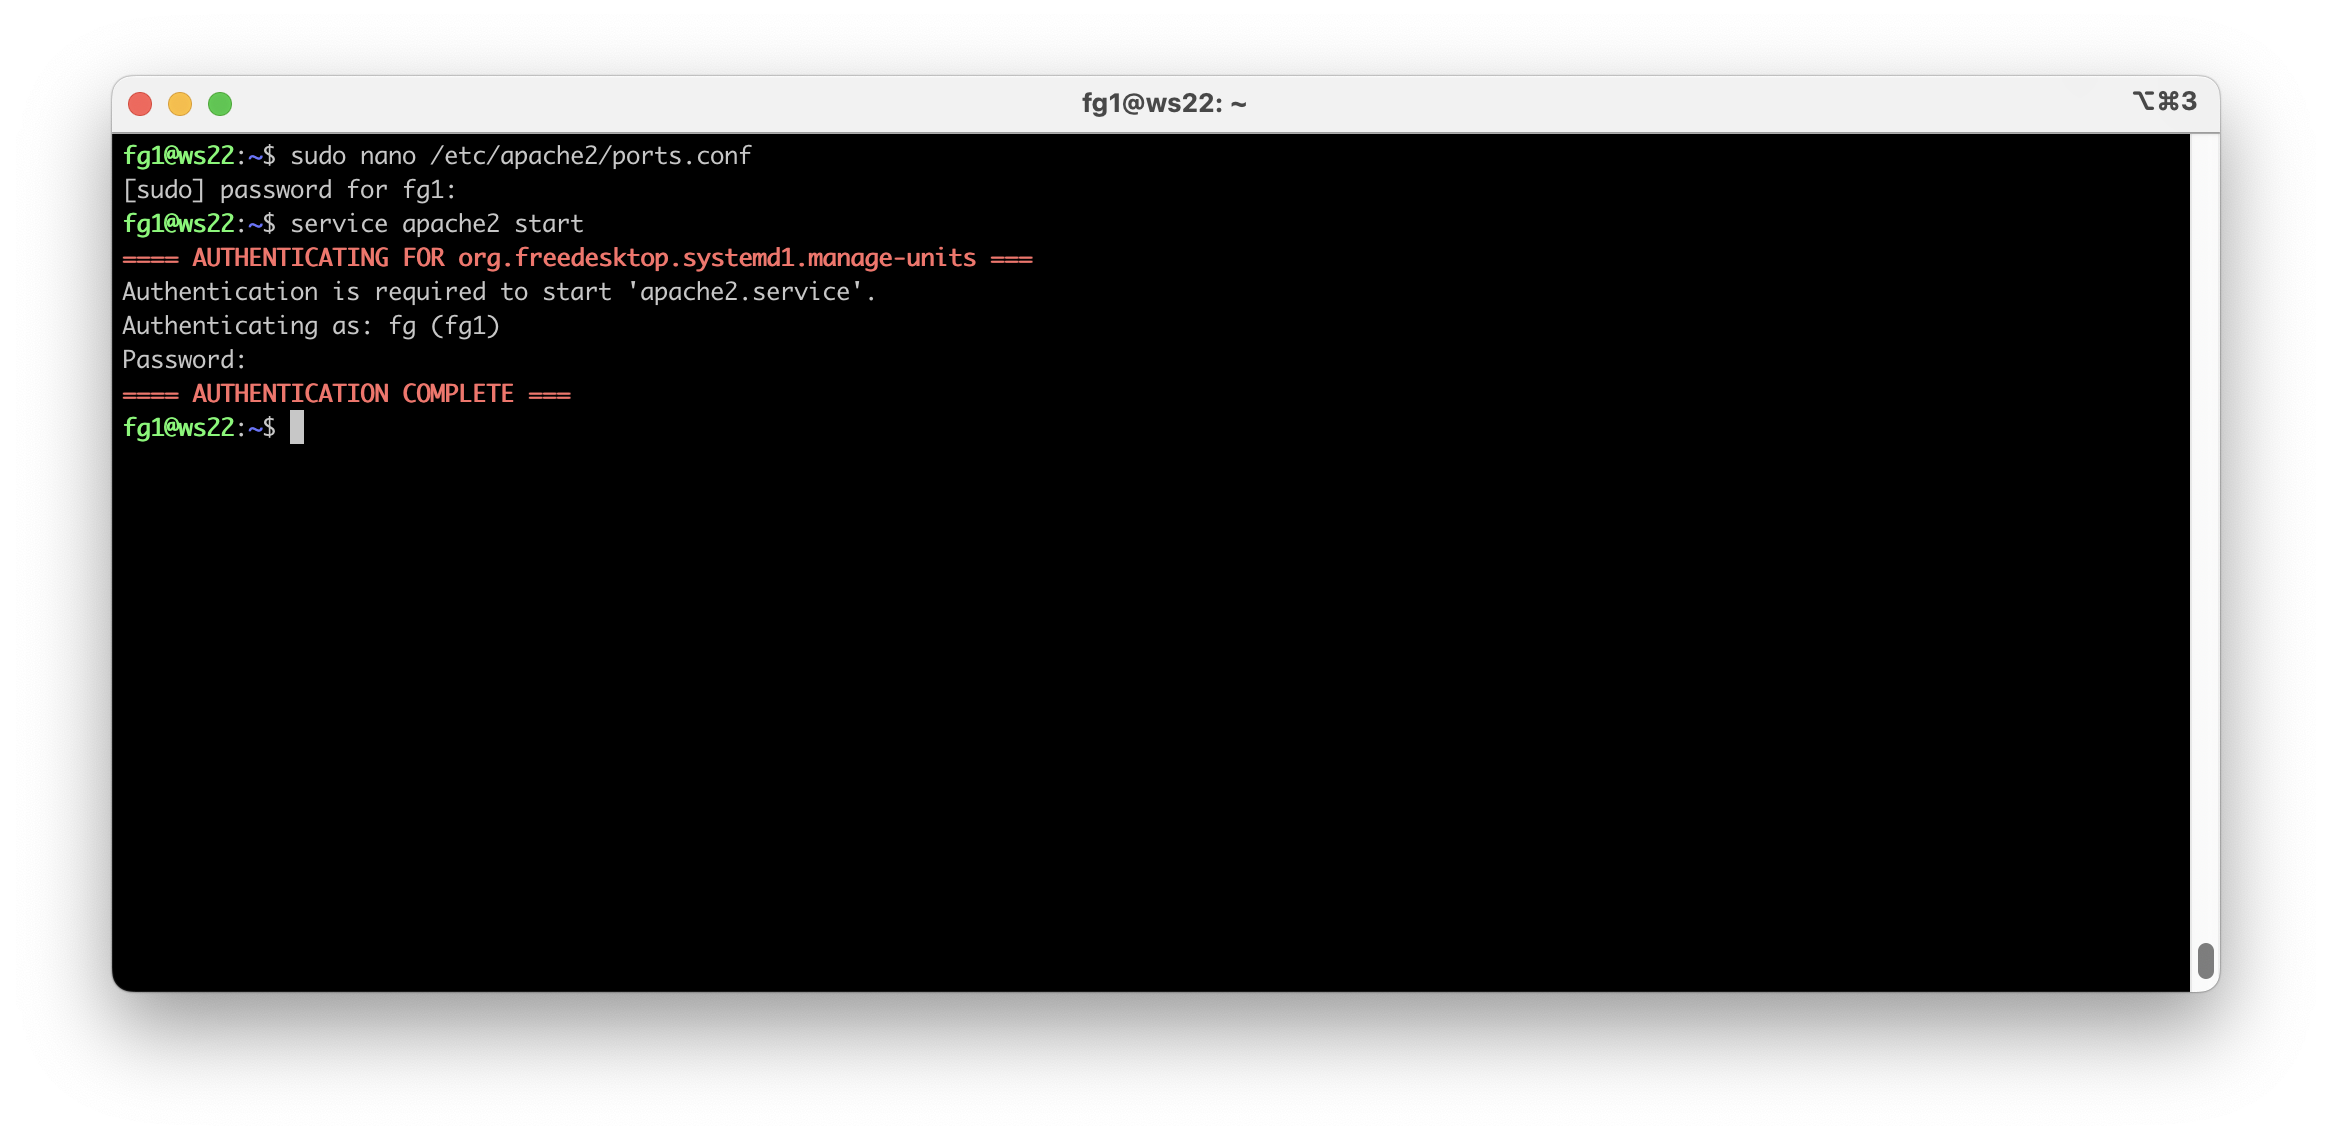 fg1@ws22: ~
⌥⌘3
fg1@ws22:~$ sudo nano /etc/apache2/ports.conf
[sudo] password for fg1:
fg1@ws22:~$ service apache2 start
==== AUTHENTICATING FOR org.freedesktop.systemd1.manage-units ===
Authentication is required to start 'apache2.service'.
Authenticating as: fg (fg1)
Password:
==== AUTHENTICATION COMPLETE ===
fg1@ws22:~$